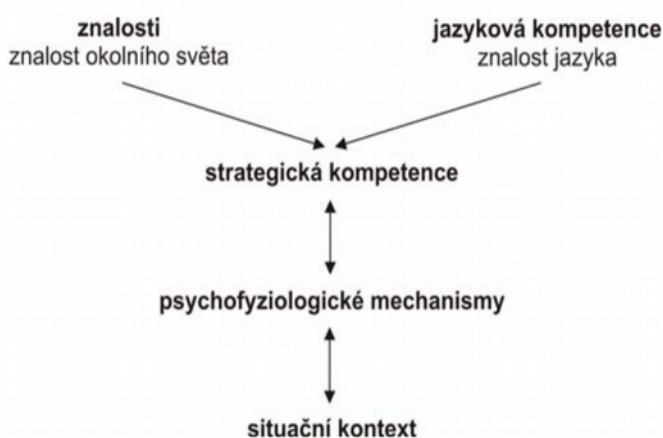 znalosti
znalost okolního světa
jazyková kompetence
znalost jazyka
strategická kompetence
psychofyziologické mechanismy
situační kontext